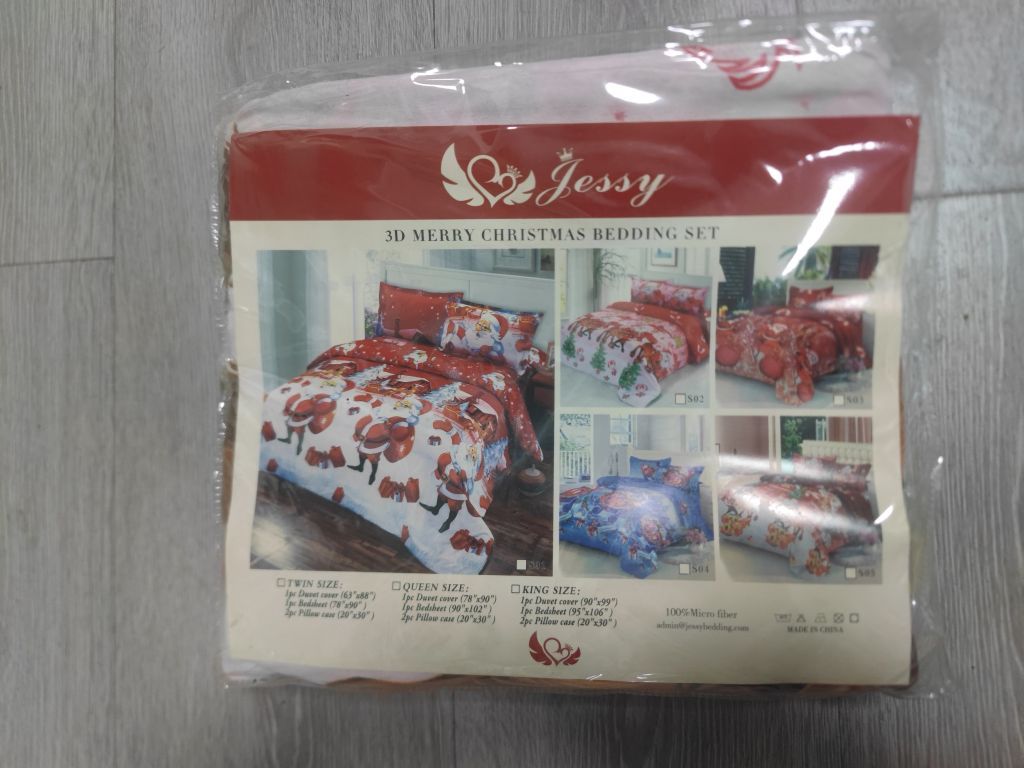 Jessy
3D MERRY CHRISTMAS BEDDING SET
S01
S02
S03
S04
S05
TWIN SIZE:
1pc Duvet cover (63"x88")
1pc Bedsheet (78"x90" )
2pc Pillow case (20"x30" )
QUEEN SIZE:
1pc Duvet cover (78"x90")
1pc Bedsheet (90"x102" )
2pc Pillow case (20"x30" )
KING SIZE:
1pc Duvet cover (90"x99")
1pc Bedsheet (95"x106" )
2pc Pillow case (20"x30" )
100%Micro fiber
admin@jessybedding.com
MADE IN CHINA